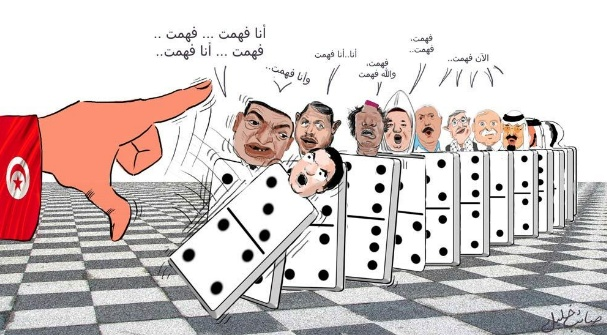 أنا فهمت ... فهمت ..
فهمت ... أنا فهمت..
وأنا فهمت..
أنا..أنا فهمت
فهمت،
والله فهمت
فهمت،
فهمت..
الآن فهمت..